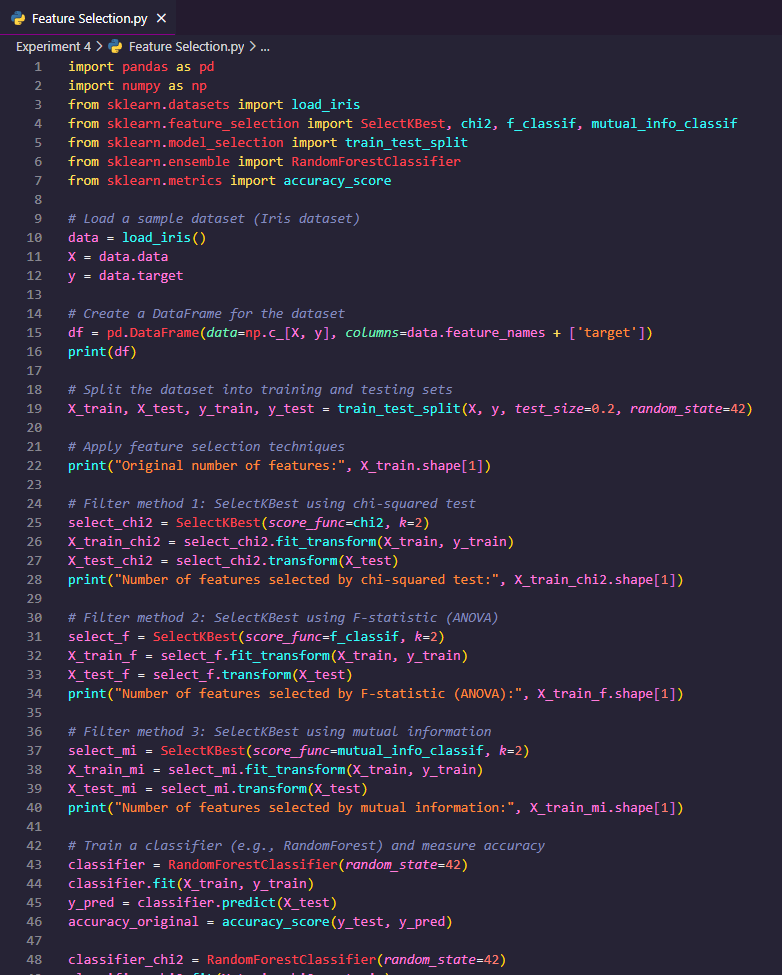 Feature Selection.py ×
Experiment 4 > Feature Selection.py > ...
1 import pandas as pd
2 import numpy as np
3 from sklearn.datasets import load_iris
4 from sklearn.feature_selection import SelectKBest, chi2, f_classif, mutual_info_classif
5 from sklearn.model_selection import train_test_split
6 from sklearn.ensemble import RandomForestClassifier
7 from sklearn.metrics import accuracy_score
8
9 # Load a sample dataset (Iris dataset)
10 data = load_iris()
11 X = data.data
12 y = data.target
13
14 # Create a DataFrame for the dataset
15 df = pd.DataFrame(data=np.c_[X, y], columns=data.feature_names + ['target'])
16 print(df)
17
18 # Split the dataset into training and testing sets
19 X_train, X_test, y_train, y_test = train_test_split(X, y, test_size=0.2, random_state=42)
20
21 # Apply feature selection techniques
22 print("Original number of features:", X_train.shape[1])
23
24 # Filter method 1: SelectKBest using chi-squared test
25 select_chi2 = SelectKBest(score_func=chi2, k=2)
26 X_train_chi2 = select_chi2.fit_transform(X_train, y_train)
27 X_test_chi2 = select_chi2.transform(X_test)
28 print("Number of features selected by chi-squared test:", X_train_chi2.shape[1])
29
30 # Filter method 2: SelectKBest using F-statistic (ANOVA)
31 select_f = SelectKBest(score_func=f_classif, k=2)
32 X_train_f = select_f.fit_transform(X_train, y_train)
33 X_test_f = select_f.transform(X_test)
34 print("Number of features selected by F-statistic (ANOVA):", X_train_f.shape[1])
35
36 # Filter method 3: SelectKBest using mutual information
37 select_mi = SelectKBest(score_func=mutual_info_classif, k=2)
38 X_train_mi = select_mi.fit_transform(X_train, y_train)
39 X_test_mi = select_mi.transform(X_test)
40 print("Number of features selected by mutual information:", X_train_mi.shape[1])
41
42 # Train a classifier (e.g., RandomForest) and measure accuracy
43 classifier = RandomForestClassifier(random_state=42)
44 classifier.fit(X_train, y_train)
45 y_pred = classifier.predict(X_test)
46 accuracy_original = accuracy_score(y_test, y_pred)
47
48 classifier_chi2 = RandomForestClassifier(random_state=42)